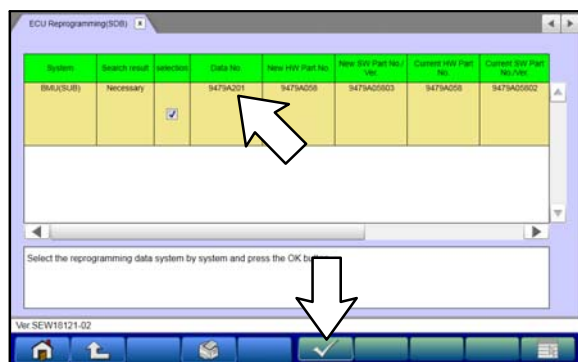 ECU Reprogramming(SDB)
System Search result selection Data No. New HW Part No. New SW Part No./Ver. Current HW Part No. Current SW Part No./Ver.
BMU(SUB) Necessary 9479A201 9479A058 9479A05803 9479A058 9479A05802
Select the reprogramming data system by system and press the OK
Ver.SEW18121-02